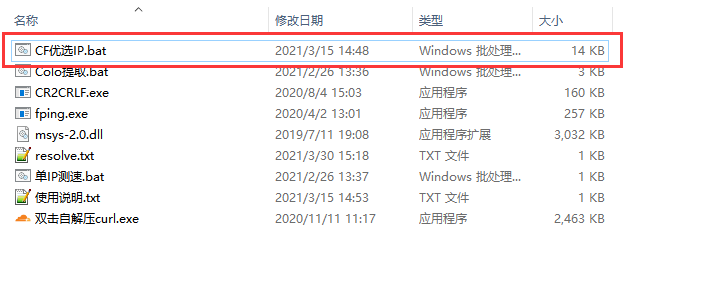 名称 修改日期 类型 大小
CF优选IP.bat 2021/3/15 14:48 Windows 批处理... 14 KB
Colo提取.bat 2021/2/26 13:36 Windows 批处理... 3 KB
CR2CRLF.exe 2020/8/4 15:03 应用程序 160 KB
fping.exe 2020/4/2 13:01 应用程序 257 KB
msys-2.0.dll 2019/7/11 19:08 应用程序扩展 3,032 KB
resolve.txt 2021/3/30 15:18 TXT 文件 1 KB
单IP测速.bat 2021/2/26 13:37 Windows 批处理... 1 KB
使用说明.txt 2021/3/15 14:53 TXT 文件 1 KB
双击自解压curl.exe 2020/11/11 11:17 应用程序 2,463 KB